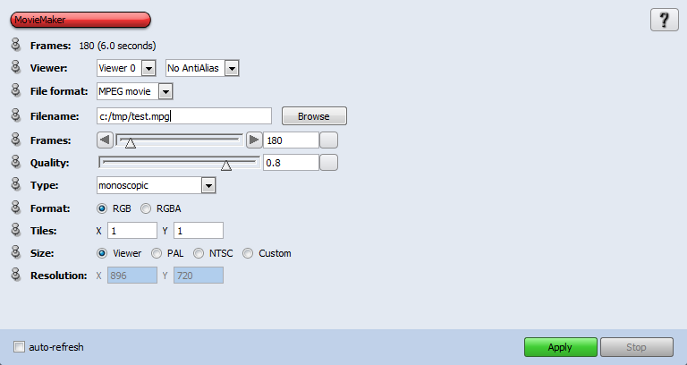 MovieMaker
?
Frames: 180 (6.0 seconds)
Viewer: Viewer 0 No AntiAlias
File format: MPEG movie
Filename: c:/tmp/test.mpg Browse
Frames: 180
Quality: 0.8
Type: monoscopic
Format: RGB RGBA
Tiles: X 1 Y 1
Size: Viewer PAL NTSC Custom
Resolution: X 896 Y 720
auto-refresh Apply Stop